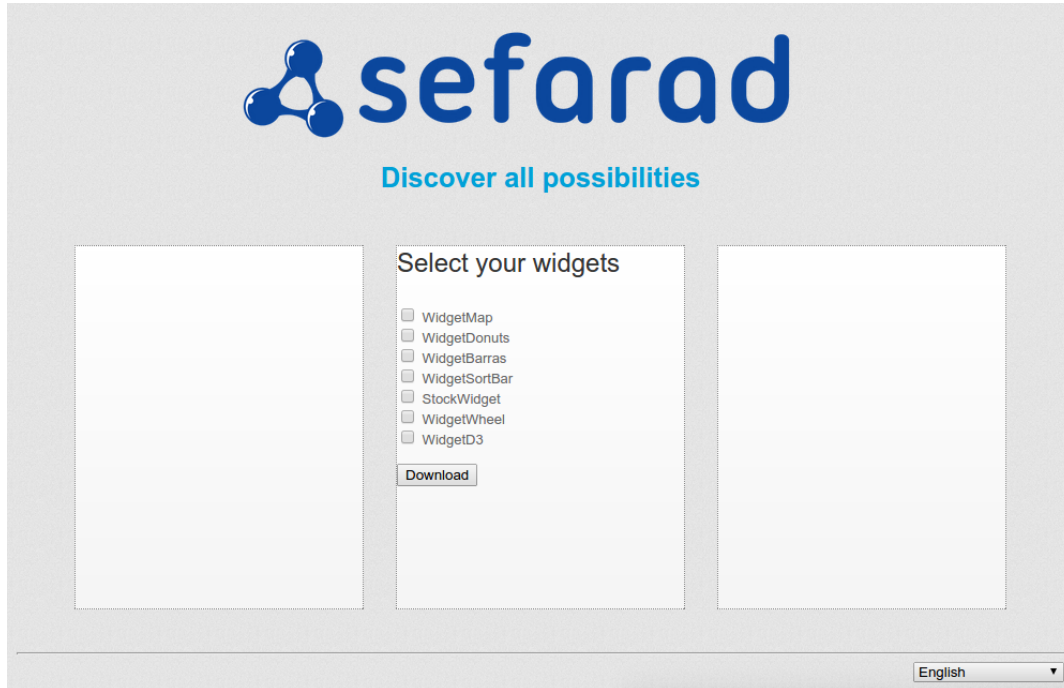 sefarad
Discover all possibilities
Select your widgets
WidgetMap
WidgetDonuts
WidgetBarras
WidgetSortBar
StockWidget
WidgetWheel
WidgetD3
Download
English